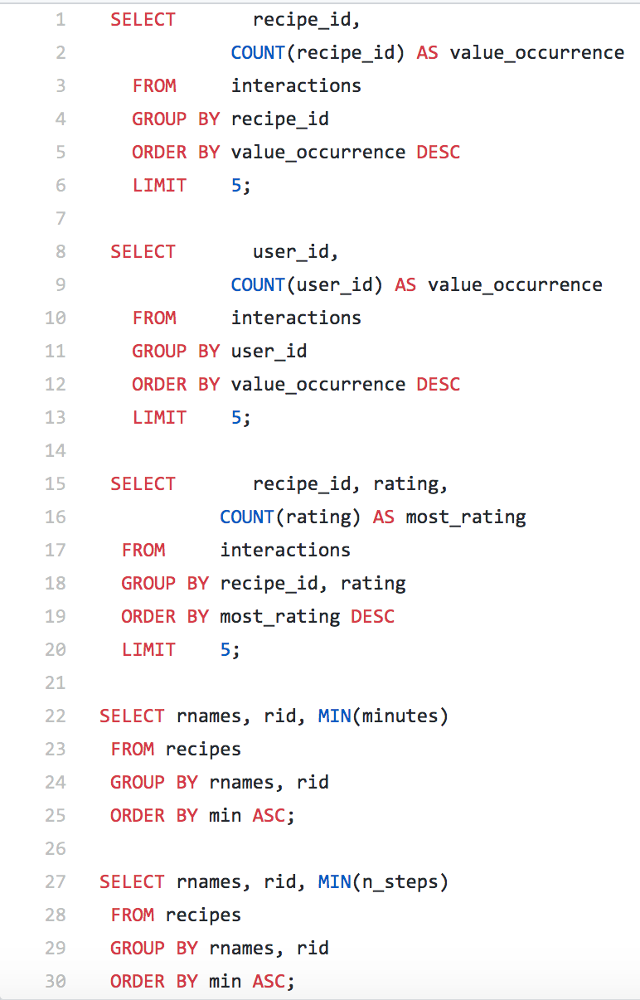 1 SELECT recipe_id,
2 COUNT(recipe_id) AS value_occurrence
3 FROM interactions
4 GROUP BY recipe_id
5 ORDER BY value_occurrence DESC
6 LIMIT 5;
7
8 SELECT user_id,
9 COUNT(user_id) AS value_occurrence
10 FROM interactions
11 GROUP BY user_id
12 ORDER BY value_occurrence DESC
13 LIMIT 5;
14
15 SELECT recipe_id, rating,
16 COUNT(rating) AS most_rating
17 FROM interactions
18 GROUP BY recipe_id, rating
19 ORDER BY most_rating DESC
20 LIMIT 5;
21
22 SELECT rnames, rid, MIN(minutes)
23 FROM recipes
24 GROUP BY rnames, rid
25 ORDER BY min ASC;
26
27 SELECT rnames, rid, MIN(n_steps)
28 FROM recipes
29 GROUP BY rnames, rid
30 ORDER BY min ASC;